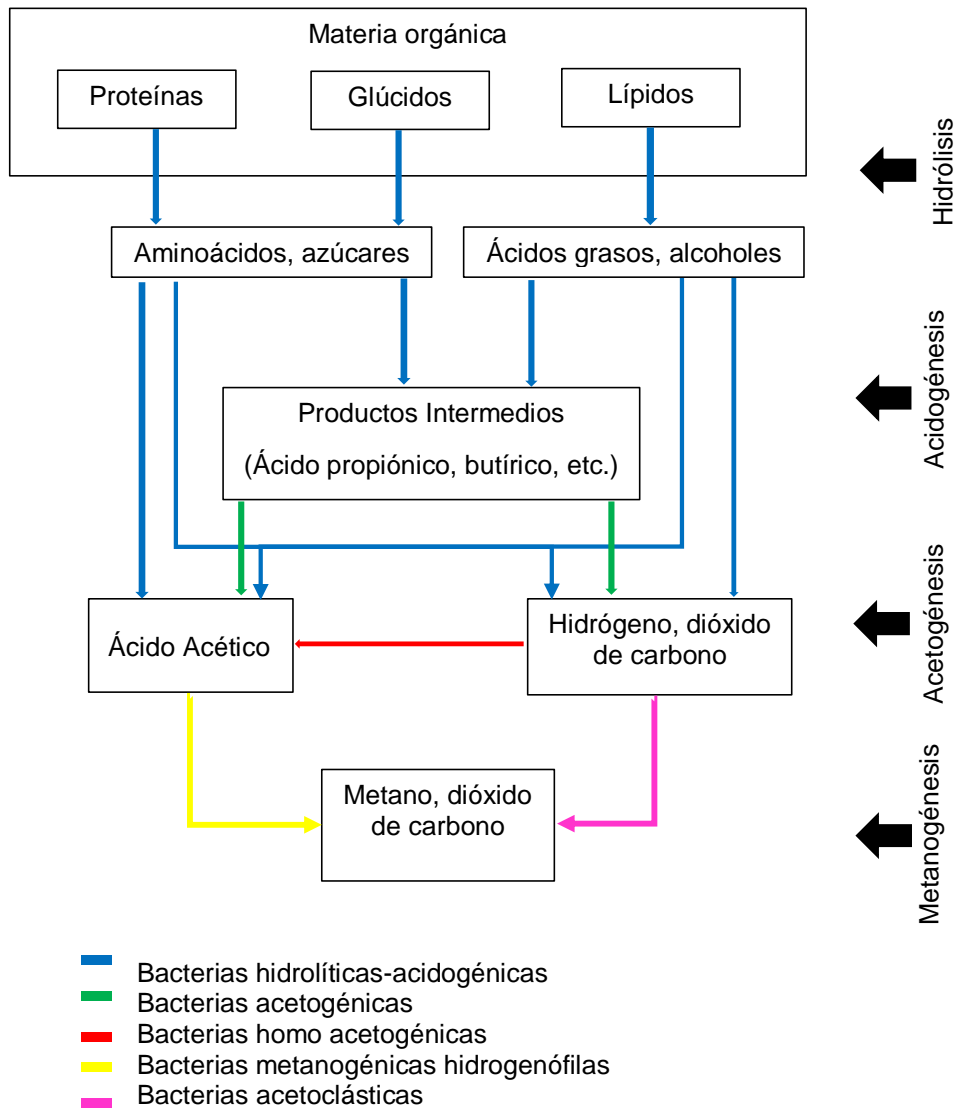 Materia orgánica
Proteínas
Glúcidos
Lípidos
Hidrólisis
Aminoácidos, azúcares
Ácidos grasos, alcoholes
Acidogénesis
Productos Intermedios
(Ácido propiónico, butírico, etc.)
Acetogénesis
Ácido Acético
Hidrógeno, dióxido
de carbono
Metano, dióxido
de carbono
Metanogénesis
Bacterias hidrolíticas-acidogénicas
Bacterias acetogénicas
Bacterias homo acetogénicas
Bacterias metanogénicas hidrogenófilas
Bacterias acetoclásticas